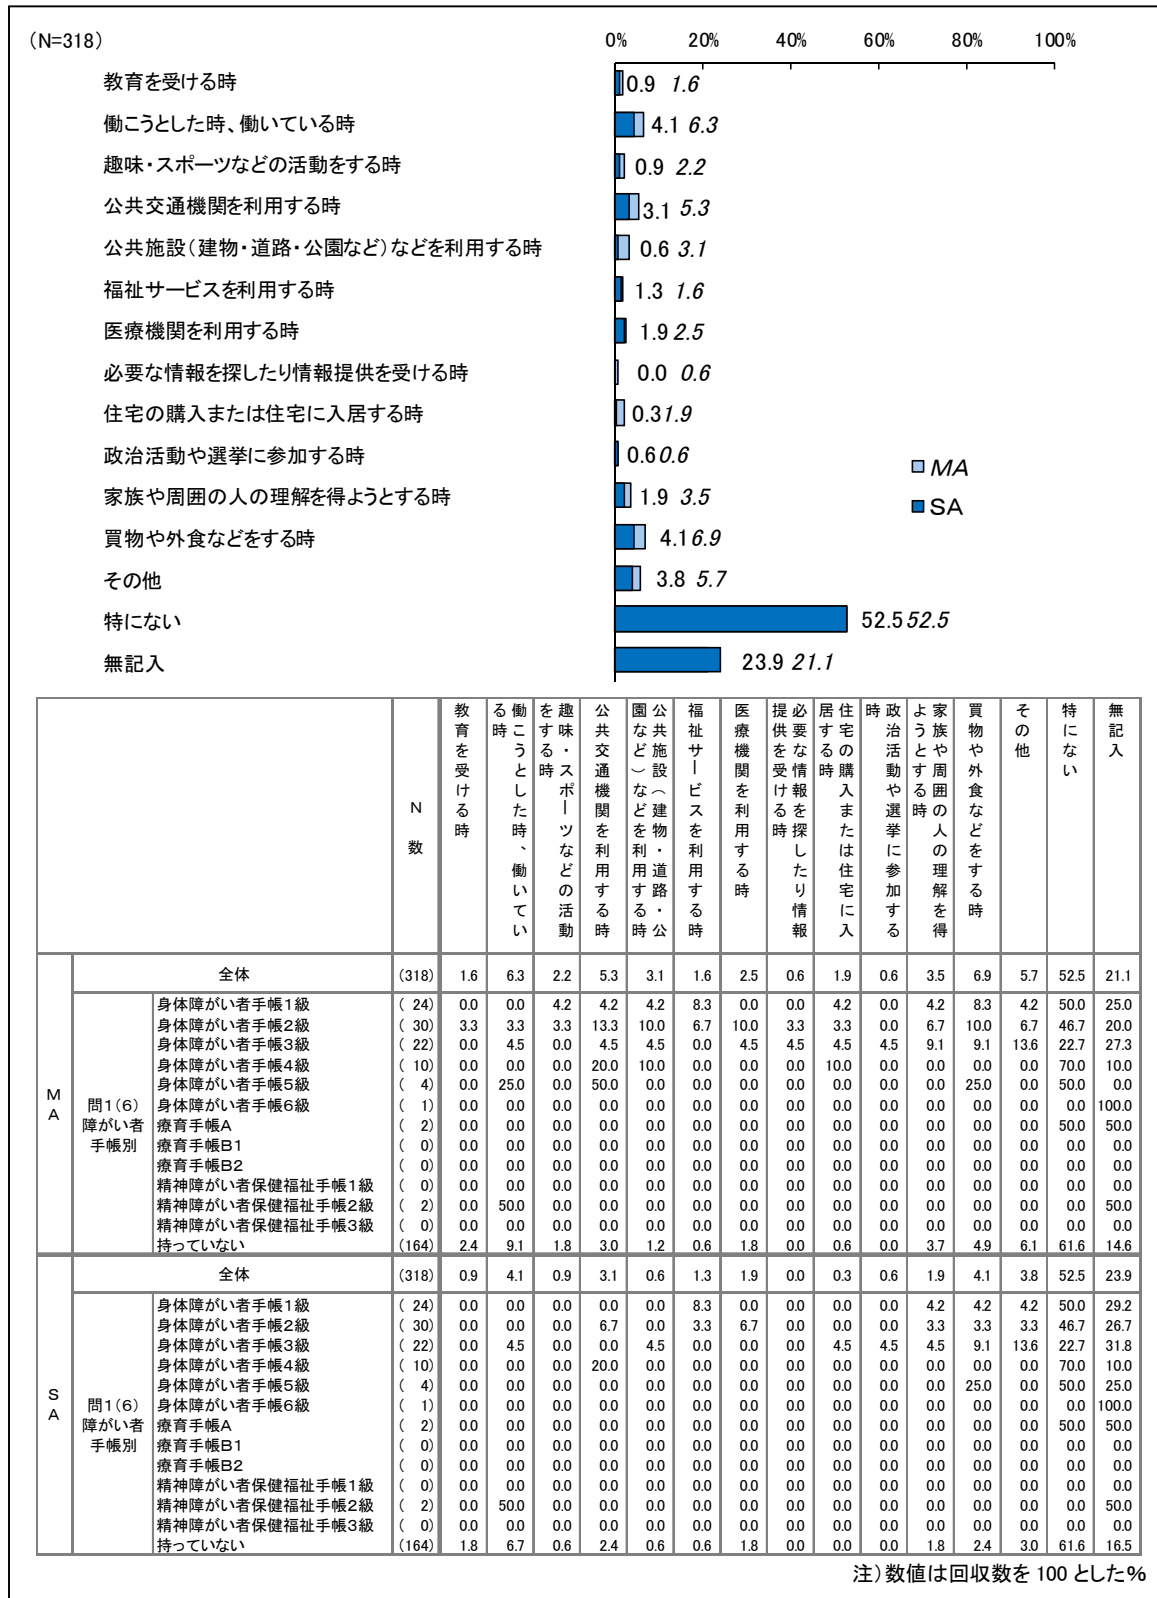 (N=318)
0% 20% 40% 60% 80% 100%
教育を受ける時 0.9 1.6
働こうとした時、働いている時 4.1 6.3
趣味・スポーツなどの活動をする時 0.9 2.2
公共交通機関を利用する時 3.1 5.3
公共施設(建物・道路・公園など)などを利用する時 0.6 3.1
福祉サービスを利用する時 1.3 1.6
医療機関を利用する時 1.9 2.5
必要な情報を探したり情報提供を受ける時 0.0 0.6
住宅の購入または住宅に入居する時 0.3 1.9
政治活動や選挙に参加する時 0.6 0.6
家族や周囲の人の理解を得ようとする時 1.9 3.5
買物や外食などをする時 4.1 6.9
その他 3.8 5.7
特にない 52.5 52.5
無記入 23.9 21.1
MA
SA
N数
教育を受ける時
働こうとした時、働いてい
る時
趣味・スポーツなどの活動
をする時
公共交通機関を利用する時
公共施設(建物・道路・公
園など)などを利用する時
福祉サービスを利用する時
医療機関を利用する時
必要な情報を探したり情報
提供を受ける時
住宅の購入または住宅に入
居する時
政治活動や選挙に参加する
時
家族や周囲の人の理解を得
ようとする時
買物や外食などをする時
その他
特にない
無記入
MA
全体 (318) 1.6 6.3 2.2 5.3 3.1 1.6 2.5 0.6 1.9 0.6 3.5 6.9 5.7 52.5 21.1
問1(6)
障がい者
手帳別
身体障がい者手帳1級 ( 24) 0.0 0.0 4.2 4.2 4.2 8.3 0.0 0.0 4.2 0.0 4.2 8.3 4.2 50.0 25.0
身体障がい者手帳2級 ( 30) 3.3 3.3 3.3 13.3 10.0 6.7 10.0 3.3 3.3 0.0 6.7 10.0 6.7 46.7 20.0
身体障がい者手帳3級 ( 22) 0.0 4.5 0.0 4.5 4.5 0.0 4.5 4.5 4.5 4.5 9.1 9.1 13.6 22.7 27.3
身体障がい者手帳4級 ( 10) 0.0 0.0 0.0 20.0 10.0 0.0 0.0 0.0 10.0 0.0 0.0 0.0 0.0 70.0 10.0
身体障がい者手帳5級 ( 4) 0.0 25.0 0.0 50.0 0.0 0.0 0.0 0.0 0.0 0.0 0.0 25.0 0.0 50.0 0.0
身体障がい者手帳6級 ( 1) 0.0 0.0 0.0 0.0 0.0 0.0 0.0 0.0 0.0 0.0 0.0 0.0 0.0 0.0 100.0
療育手帳A ( 2) 0.0 0.0 0.0 0.0 0.0 0.0 0.0 0.0 0.0 0.0 0.0 0.0 0.0 50.0 50.0
療育手帳B1 ( 0) 0.0 0.0 0.0 0.0 0.0 0.0 0.0 0.0 0.0 0.0 0.0 0.0 0.0 0.0 0.0
療育手帳B2 ( 0) 0.0 0.0 0.0 0.0 0.0 0.0 0.0 0.0 0.0 0.0 0.0 0.0 0.0 0.0 0.0
精神障がい者保健福祉手帳1級 ( 0) 0.0 0.0 0.0 0.0 0.0 0.0 0.0 0.0 0.0 0.0 0.0 0.0 0.0 0.0 0.0
精神障がい者保健福祉手帳2級 ( 2) 0.0 50.0 0.0 0.0 0.0 0.0 0.0 0.0 0.0 0.0 0.0 0.0 0.0 0.0 50.0
精神障がい者保健福祉手帳3級 ( 0) 0.0 0.0 0.0 0.0 0.0 0.0 0.0 0.0 0.0 0.0 0.0 0.0 0.0 0.0 0.0
持っていない (164) 2.4 9.1 1.8 3.0 1.2 0.6 1.8 0.0 0.6 0.0 3.7 4.9 6.1 61.6 14.6
SA
全体 (318) 0.9 4.1 0.9 3.1 0.6 1.3 1.9 0.0 0.3 0.6 1.9 4.1 3.8 52.5 23.9
問1(6)
障がい者
手帳別
身体障がい者手帳1級 ( 24) 0.0 0.0 0.0 0.0 0.0 8.3 0.0 0.0 0.0 0.0 4.2 4.2 4.2 50.0 29.2
身体障がい者手帳2級 ( 30) 0.0 0.0 0.0 6.7 0.0 3.3 6.7 0.0 0.0 0.0 3.3 3.3 3.3 46.7 26.7
身体障がい者手帳3級 ( 22) 0.0 4.5 0.0 0.0 4.5 0.0 0.0 0.0 4.5 4.5 4.5 9.1 13.6 22.7 31.8
身体障がい者手帳4級 ( 10) 0.0 0.0 0.0 20.0 0.0 0.0 0.0 0.0 0.0 0.0 0.0 0.0 0.0 70.0 10.0
身体障がい者手帳5級 ( 4) 0.0 0.0 0.0 0.0 0.0 0.0 0.0 0.0 0.0 0.0 0.0 25.0 0.0 50.0 25.0
身体障がい者手帳6級 ( 1) 0.0 0.0 0.0 0.0 0.0 0.0 0.0 0.0 0.0 0.0 0.0 0.0 0.0 0.0 100.0
療育手帳A ( 2) 0.0 0.0 0.0 0.0 0.0 0.0 0.0 0.0 0.0 0.0 0.0 0.0 0.0 50.0 50.0
療育手帳B1 ( 0) 0.0 0.0 0.0 0.0 0.0 0.0 0.0 0.0 0.0 0.0 0.0 0.0 0.0 0.0 0.0
療育手帳B2 ( 0) 0.0 0.0 0.0 0.0 0.0 0.0 0.0 0.0 0.0 0.0 0.0 0.0 0.0 0.0 0.0
精神障がい者保健福祉手帳1級 ( 0) 0.0 0.0 0.0 0.0 0.0 0.0 0.0 0.0 0.0 0.0 0.0 0.0 0.0 0.0 0.0
精神障がい者保健福祉手帳2級 ( 2) 0.0 50.0 0.0 0.0 0.0 0.0 0.0 0.0 0.0 0.0 0.0 0.0 0.0 0.0 50.0
精神障がい者保健福祉手帳3級 ( 0) 0.0 0.0 0.0 0.0 0.0 0.0 0.0 0.0 0.0 0.0 0.0 0.0 0.0 0.0 0.0
持っていない (164) 1.8 6.7 0.6 2.4 0.6 0.6 1.8 0.0 0.0 0.0 1.8 2.4 3.0 61.6 16.5
注)数値は回収数を 100 とした%